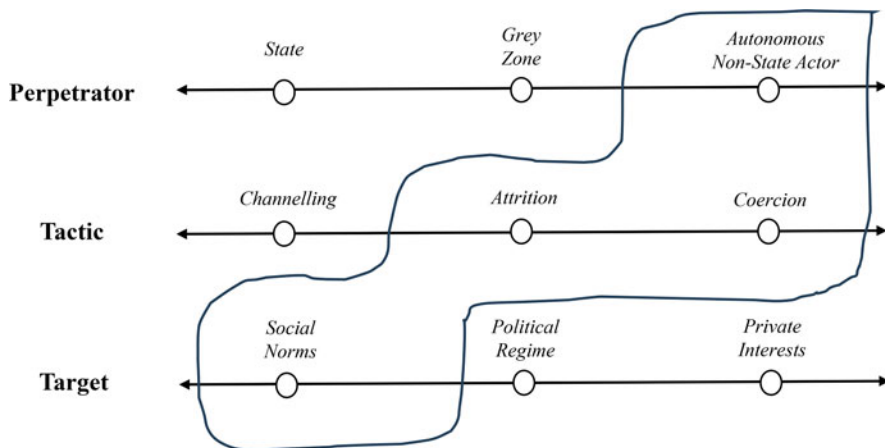 State
Grey
Zone
Autonomous
Non-State Actor
Perpetrator
Channelling
Attrition
Coercion
Tactic
Social
Norms
Political
Regime
Private
Interests
Target